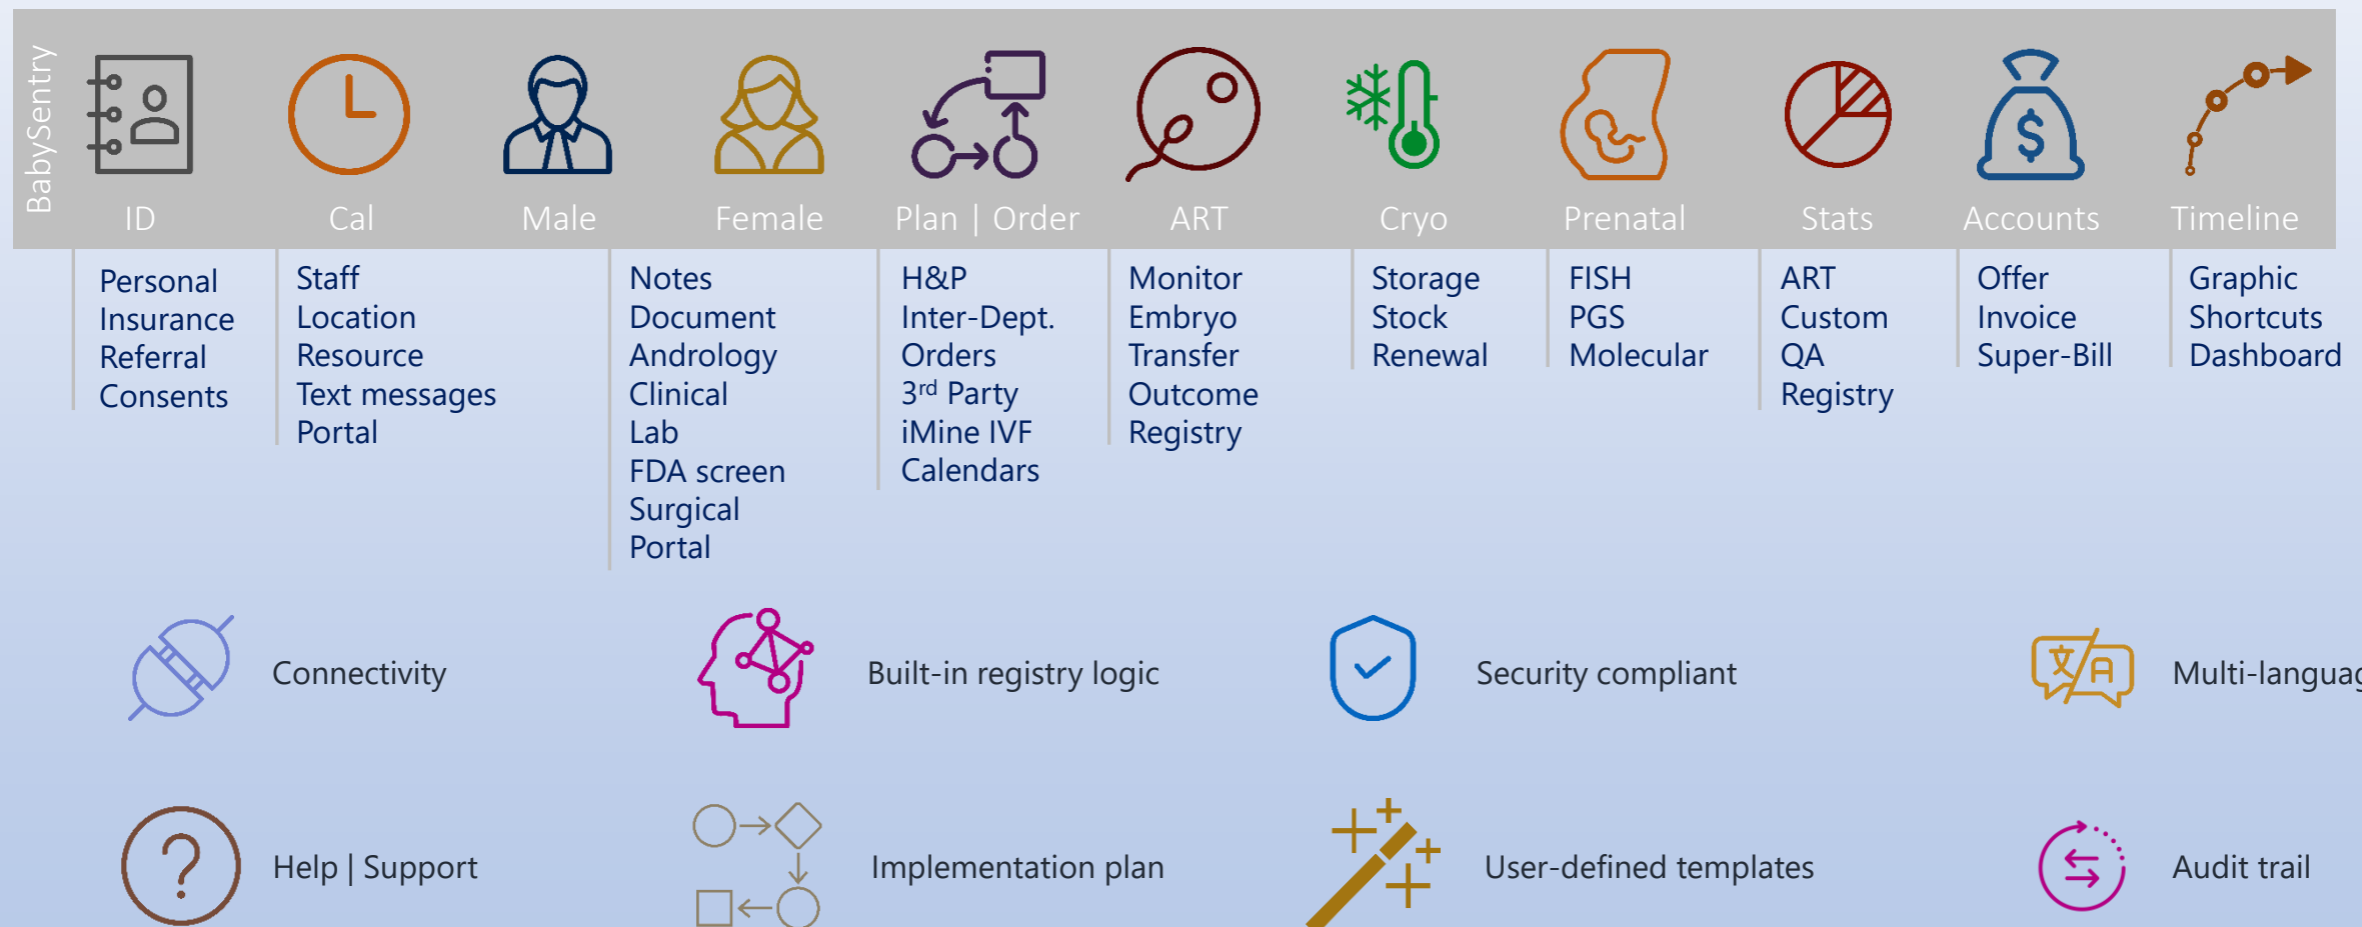 BabySentry
ID
Cal
Male
Female
Plan | Order
ART
Cryo
Prenatal
Stats
Accounts
Timeline
Personal
Insurance
Referral
Consents
Staff
Location
Resource
Text messages
Portal
Notes
Document
Andrology
Clinical
Lab
FDA screen
Surgical
Portal
H&P
Inter-Dept.
Orders
3rd Party
iMine IVF
Calendars
Monitor
Embryo
Transfer
Outcome
Registry
Storage
Stock
Renewal
FISH
PGS
Molecular
ART
Custom
QA
Registry
Offer
Invoice
Super-Bill
Graphic
Shortcuts
Dashboard
$
Connectivity
Built-in registry logic
Security compliant
文 A
Multi-languag
?
Help | Support
Implementation plan
User-defined templates
Audit trail